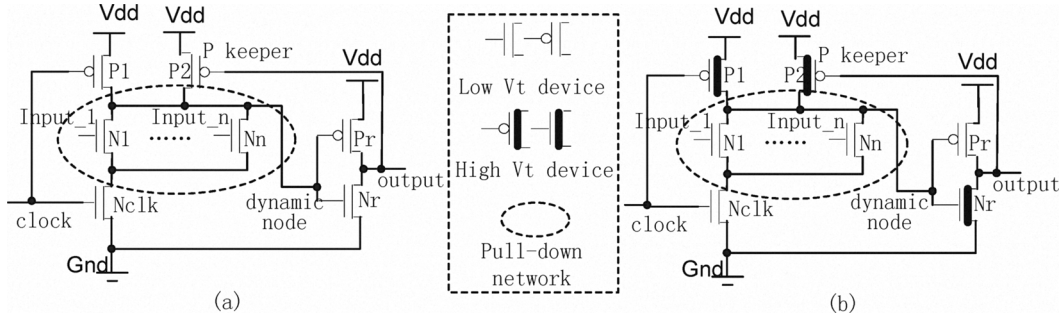 Vdd
Vdd
P keeper
Vdd
P1
P2
Input_1
Input_n
N1
......
Nn
Pr
output
clock
Nclk
dynamic
node
Nr
Gnd
(a)
Low Vt device
High Vt device
Pull-down
network
Vdd
Vdd
P keeper
Vdd
P1
P2
Input_1
Input_n
N1
......
Nn
Pr
output
clock
Nclk
dynamic
node
Nr
Gnd
(b)